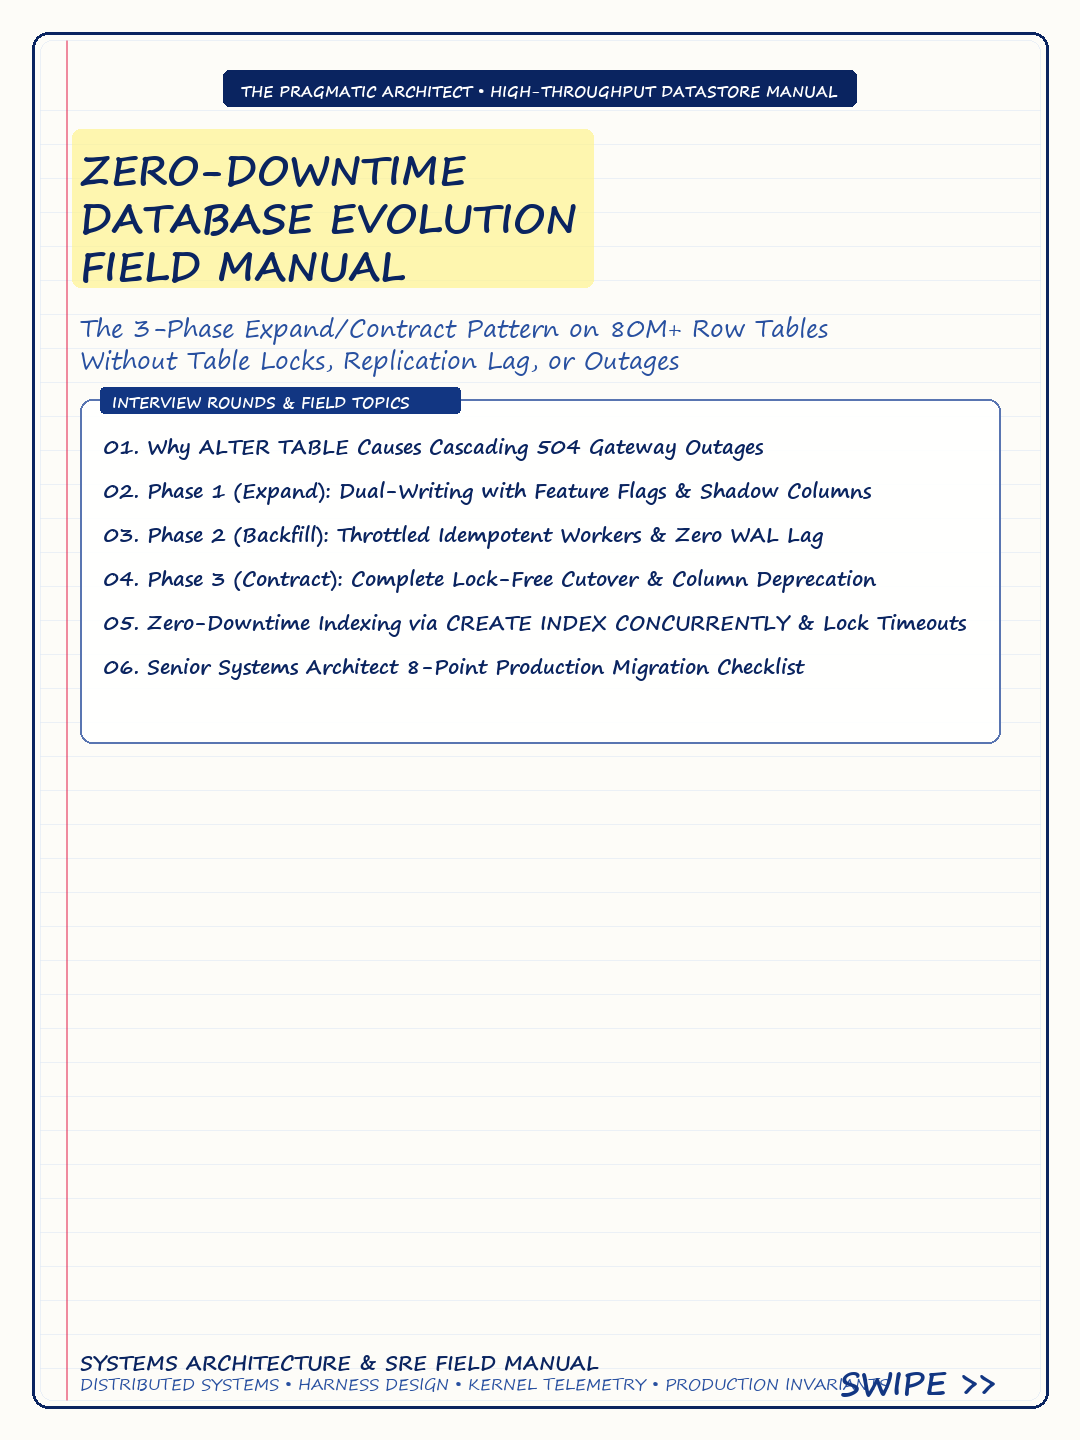 THE PRAGMATIC ARCHITECT • HIGH-THROUGHPUT DATASTORE MANUAL
ZERO-DOWNTIME
DATABASE EVOLUTION
FIELD MANUAL
The 3-Phase Expand/Contract Pattern on 80M+ Row Tables
Without Table Locks, Replication Lag, or Outages
INTERVIEW ROUNDS & FIELD TOPICS
01. Why ALTER TABLE Causes Cascading 504 Gateway Outages
02. Phase 1 (Expand): Dual-Writing with Feature Flags & Shadow Columns
03. Phase 2 (Backfill): Throttled Idempotent Workers & Zero WAL Lag
04. Phase 3 (Contract): Complete Lock-Free Cutover & Column Deprecation
05. Zero-Downtime Indexing via CREATE INDEX CONCURRENTLY & Lock Timeouts
06. Senior Systems Architect 8-Point Production Migration Checklist
SYSTEMS ARCHITECTURE & SRE FIELD MANUAL
DISTRIBUTED SYSTEMS • HARNESS DESIGN • KERNEL TELEMETRY • PRODUCTION INVARIANTS
SWIPE >>